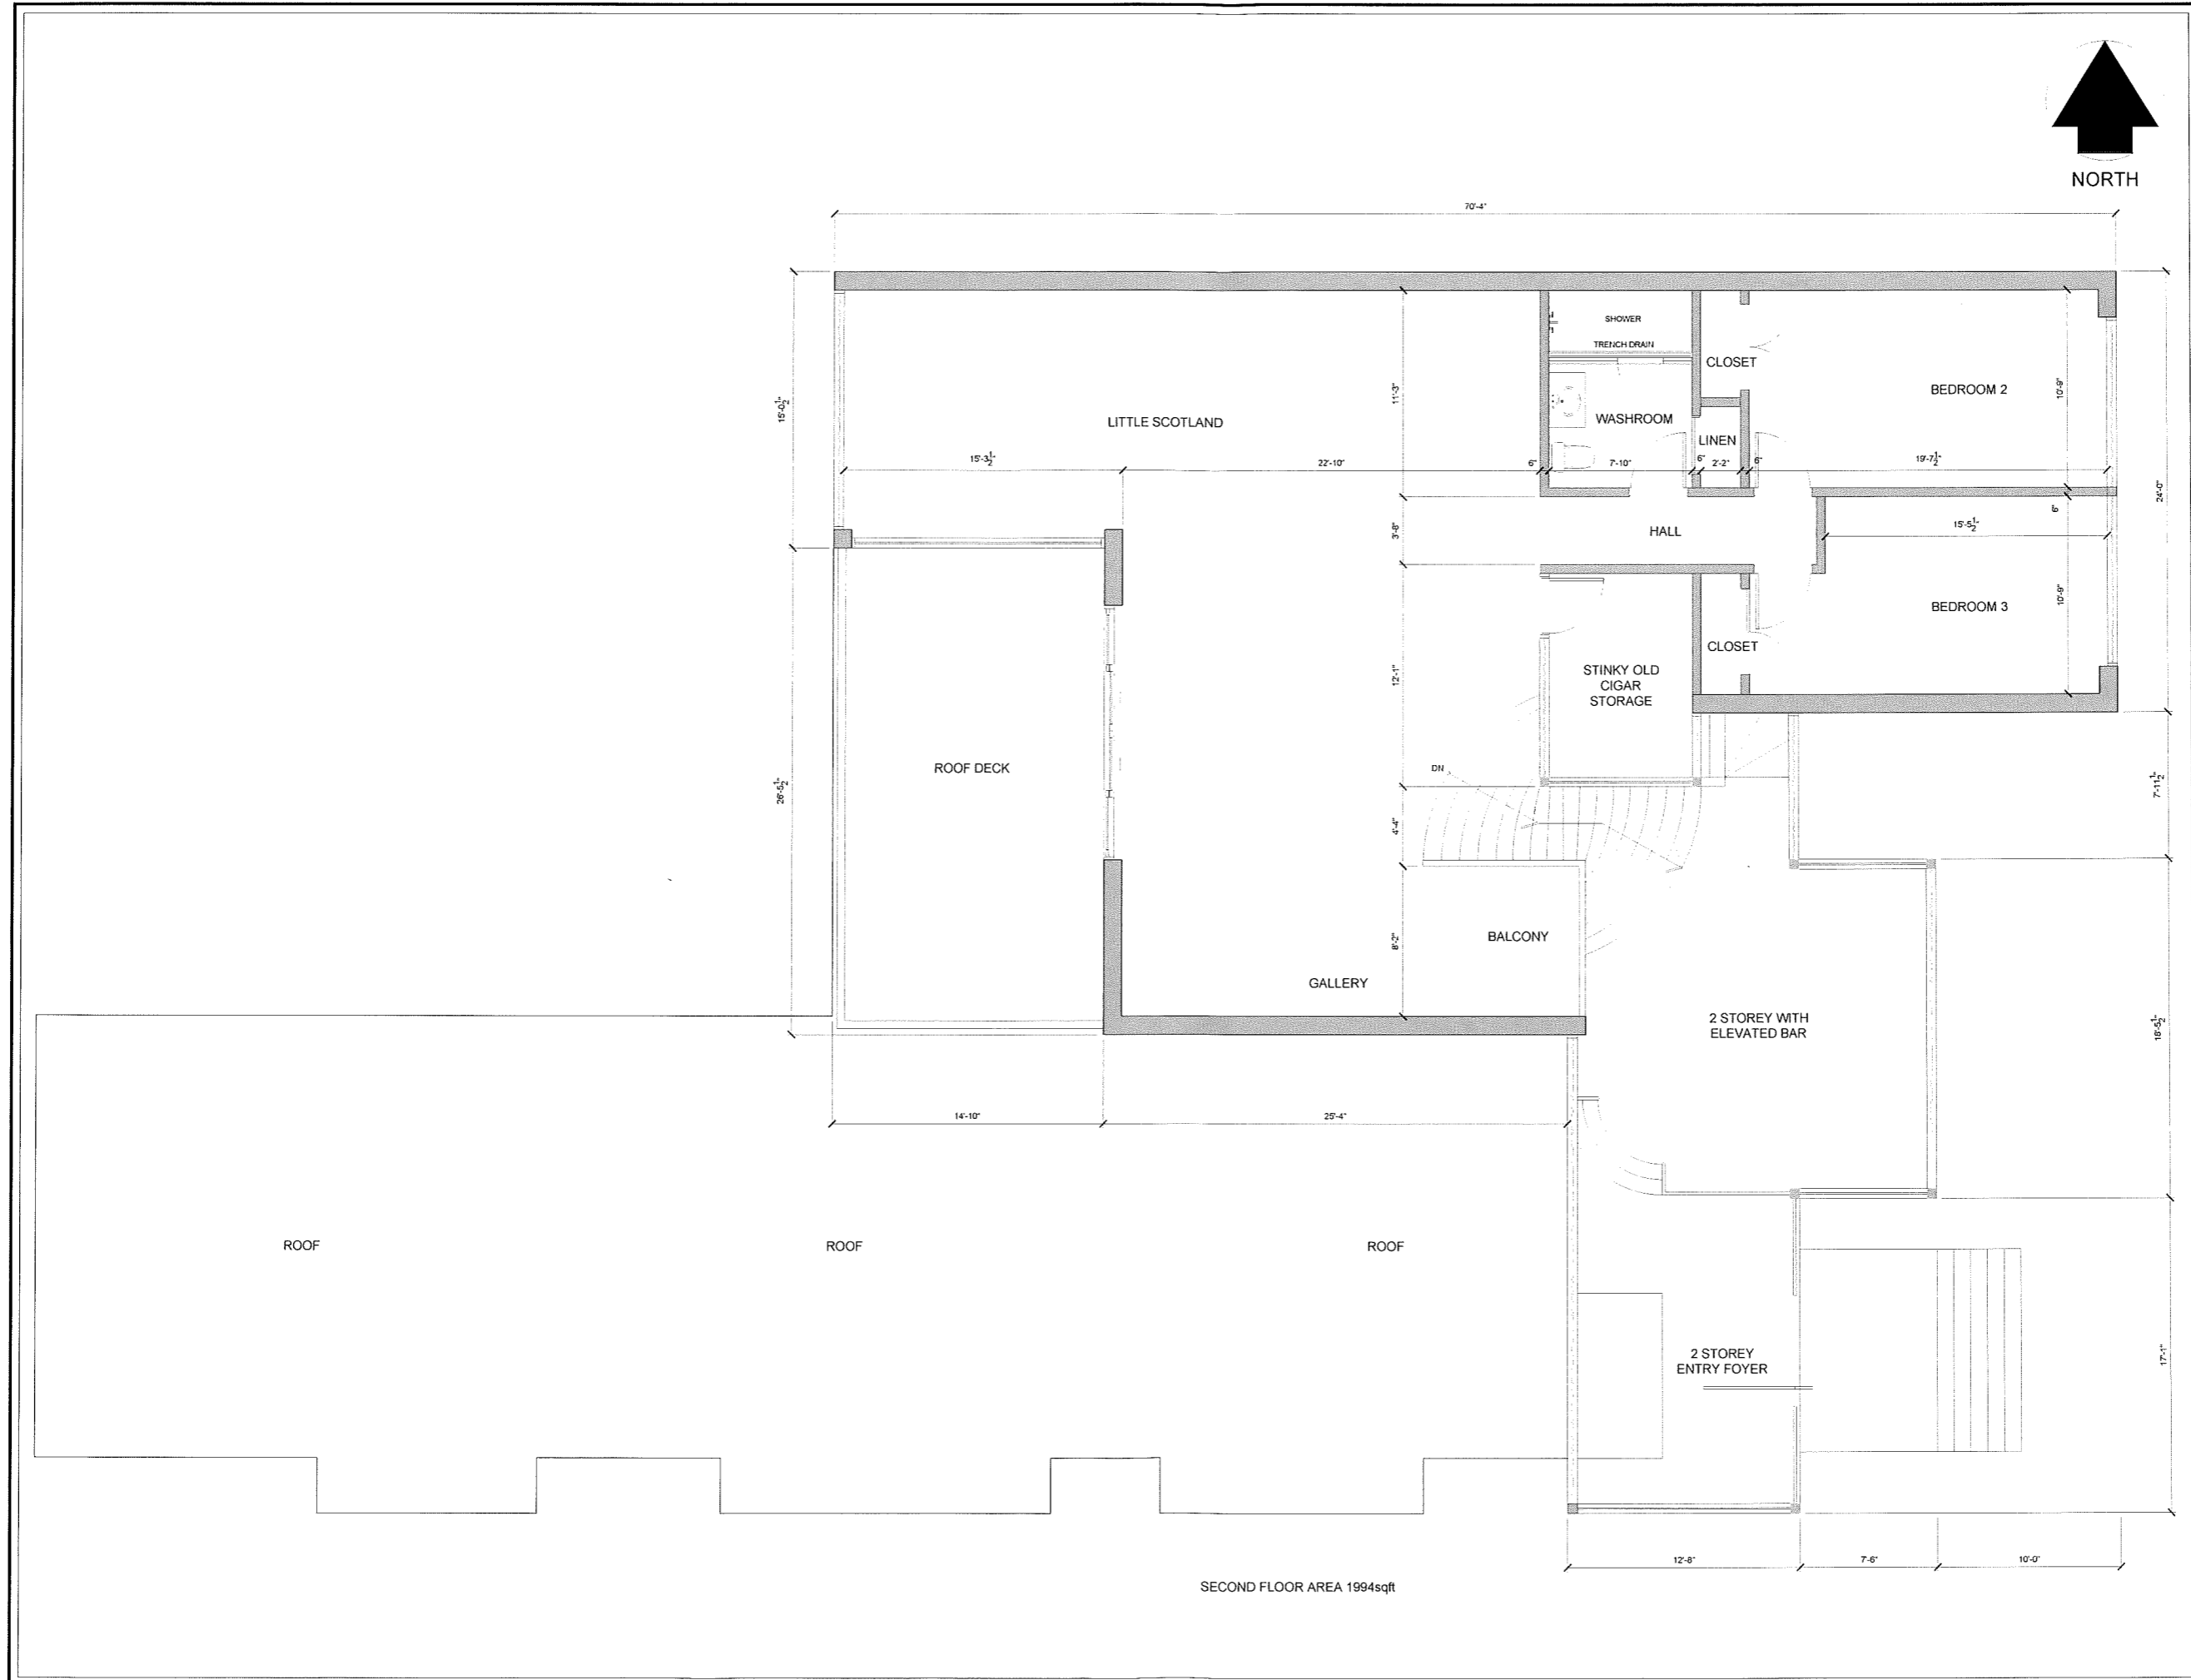 NORTH
70'-4"
SHOWER
TRENCH DRAIN
CLOSET
BEDROOM 2
10'-9"
11'-3"
15'-0½"
LITTLE SCOTLAND
WASHROOM
LINEN
15'-3½"
22'-10"
6"
7'-10"
6"
2'-2"
6"
19'-7½"
24'-0"
6"
3'-8"
HALL
15'-5½"
BEDROOM 3
10'-9"
CLOSET
12'-1"
STINKY OLD
CIGAR
STORAGE
ROOF DECK
DN
26'-5½"
7'-11½"
4'-4"
BALCONY
8'-2"
GALLERY
2 STOREY WITH
ELEVATED BAR
18'-5½"
14'-10"
25'-4"
ROOF
ROOF
ROOF
2 STOREY
ENTRY FOYER
17'-1"
12'-8"
7'-6"
10'-0"
SECOND FLOOR AREA 1994sqft